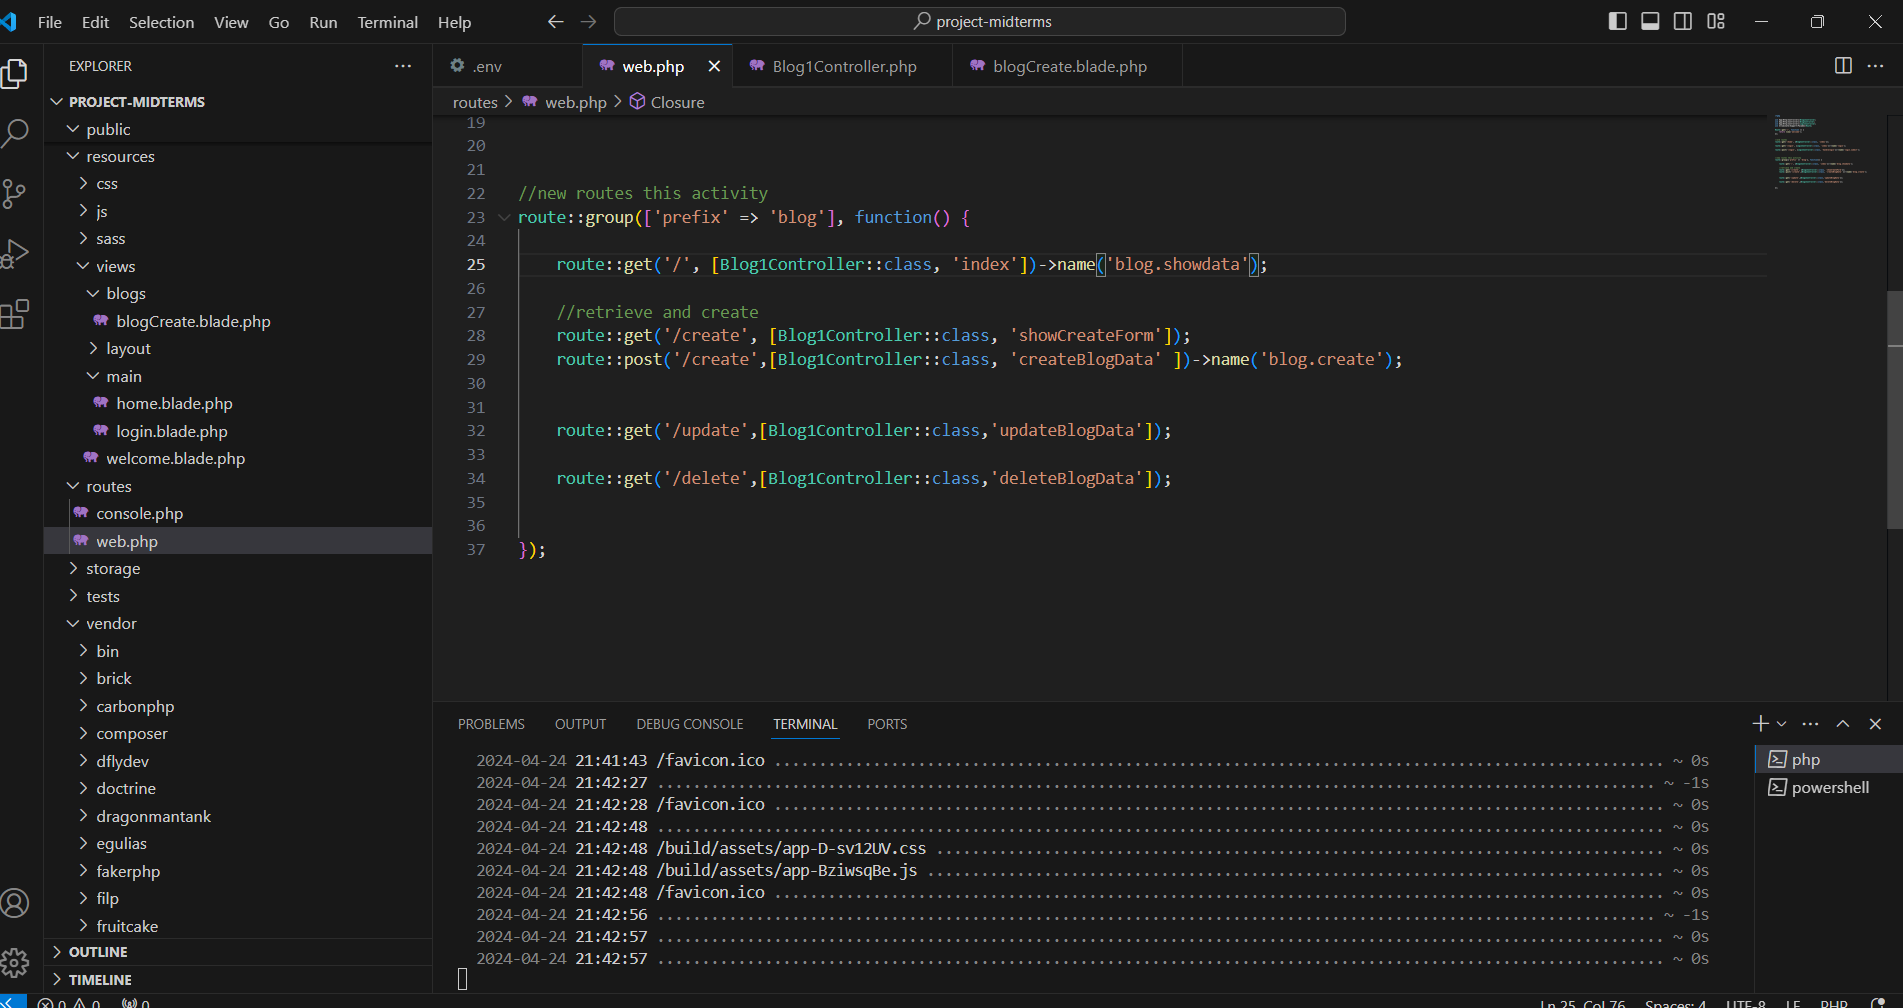 File Edit Selection View Go Run Terminal Help
project-midterms
EXPLORER
PROJECT-MIDTERMS
public
resources
css
js
sass
views
blogs
blogCreate.blade.php
layout
main
home.blade.php
login.blade.php
welcome.blade.php
routes
console.php
web.php
storage
tests
vendor
bin
brick
carbonphp
composer
dflydev
doctrine
dragonmantank
egulias
fakerphp
filp
fruitcake
OUTLINE
TIMELINE
.env web.php Blog1Controller.php blogCreate.blade.php
routes > web.php > Closure
19
20
21
22 //new routes this activity
23 route::group(['prefix' => 'blog'], function() {
24
25 route::get('/', [Blog1Controller::class, 'index'])->name('blog.showdata');
26
27 //retrieve and create
28 route::get('/create', [Blog1Controller::class, 'showCreateForm']);
29 route::post('/create',[Blog1Controller::class, 'createBlogData' ])->name('blog.create');
30
31
32 route::get('/update',[Blog1Controller::class,'updateBlogData']);
33
34 route::get('/delete',[Blog1Controller::class,'deleteBlogData']);
35
36
37 });
PROBLEMS OUTPUT DEBUG CONSOLE TERMINAL PORTS
2024-04-24 21:41:43 /favicon.ico ........ ~ 0s
2024-04-24 21:42:27 ........ ~ -1s
2024-04-24 21:42:28 /favicon.ico ........ ~ 0s
2024-04-24 21:42:48 ........ ~ 0s
2024-04-24 21:42:48 /build/assets/app-D-sv12UV.css ........ ~ 0s
2024-04-24 21:42:48 /build/assets/app-BziwsqBe.js ........ ~ 0s
2024-04-24 21:42:48 /favicon.ico ........ ~ 0s
2024-04-24 21:42:56 ........ ~ -1s
2024-04-24 21:42:57 ........ ~ 0s
2024-04-24 21:42:57 ........ ~ 0s
php
powershell
0 0 0 Ln 25, Col 76 Spaces: 4 UTF-8 LF PHP